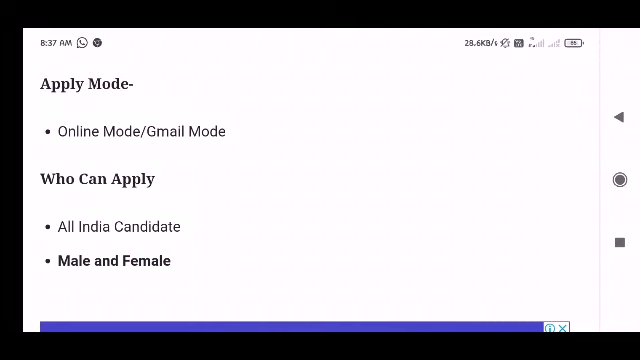 8:37 AM 28.6KB/s 85
Apply Mode-
• Online Mode/Gmail Mode
Who Can Apply
• All India Candidate
• Male and Female